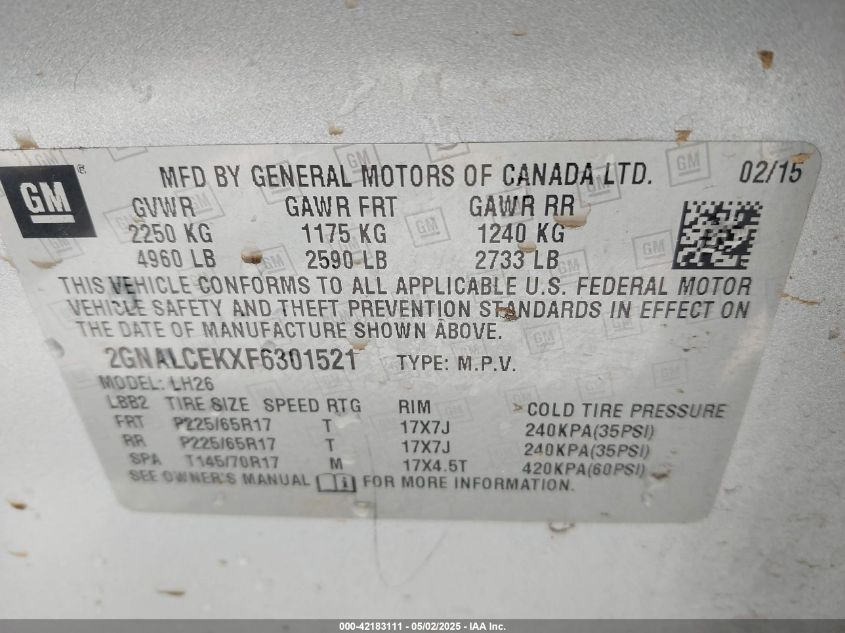 GM ® MFD BY GENERAL MOTORS OF CANADA LTD. 02/15
GVWR GAWR FRT GAWR RR
2250 KG 1175 KG 1240 KG
4960 LB 2590 LB 2733 LB
THIS VEHICLE CONFORMS TO ALL APPLICABLE U.S. FEDERAL MOTOR
VEHICLE SAFETY AND THEFT PREVENTION STANDARDS IN EFFECT ON
THE DATE OF MANUFACTURE SHOWN ABOVE.
2GNALCEKXF6301521 TYPE: M.P.V.
MODEL: LH26
LBB2 TIRE SIZE SPEED RTG RIM COLD TIRE PRESSURE
FRT P225/65R17 T 17X7J 240KPA(35PSI)
RR P225/65R17 T 17X7J 240KPA(35PSI)
SPA T145/70R17 M 17X4.5T 420KPA(60PSI)
SEE OWNER'S MANUAL FOR MORE INFORMATION.
000-42183111 - 05/02/2025 - IAA Inc.